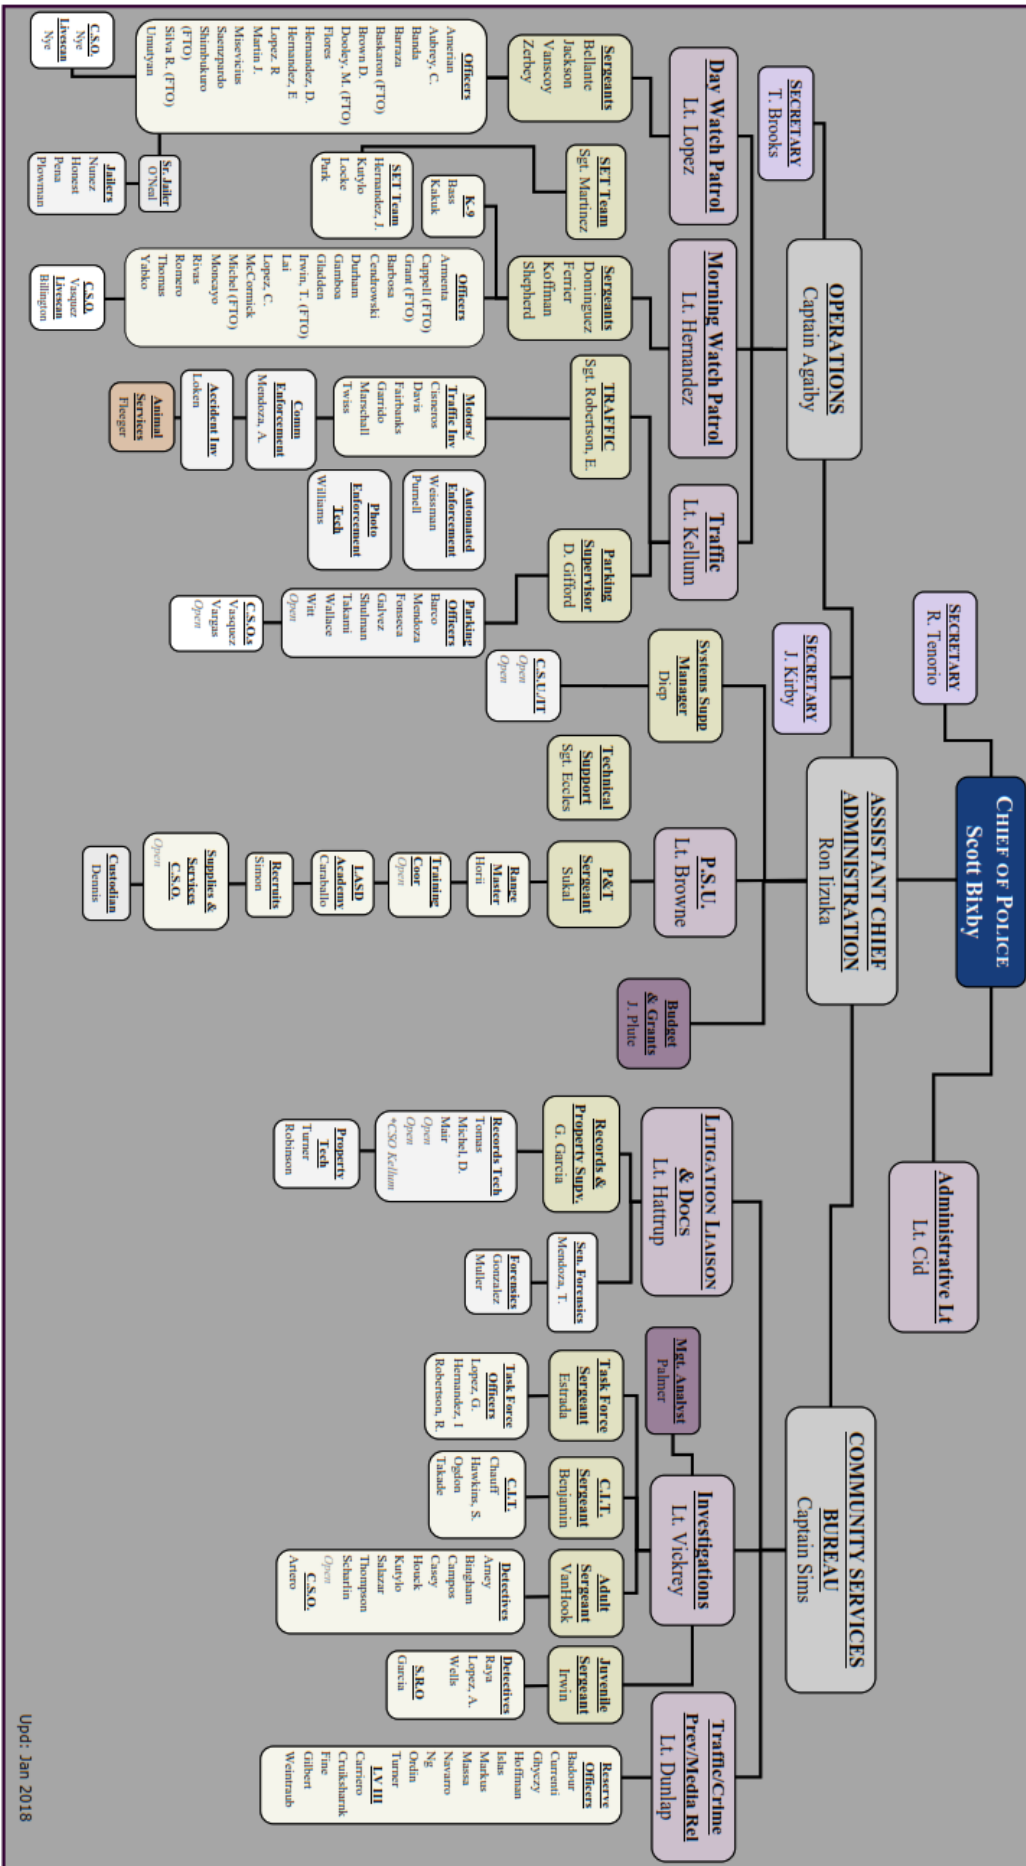 CHIEF OF POLICE
Scott Bixby
SECRETARY
R. Tenorio
Administrative Lt
Lt. Cid
ASSISTANT CHIEF
ADMINISTRATION
Ron Iizuka
SECRETARY
J. Kirby
OPERATIONS
Captain Agaiby
SECRETARY
T. Brooks
COMMUNITY SERVICES
BUREAU
Captain Sims
Day Watch Patrol
Lt. Lopez
Morning Watch Patrol
Lt. Hernandez
Traffic
Lt. Kellum
Systems Supp
Manager
Diep
P.S.U.
Lt. Browne
Budget
& Grants
J. Plute
LITIGATION LIAISON
& DOCS
Lt. Hattrup
Mgt. Analyst
Palmer
Investigations
Lt. Vickrey
Traffic/Crime
Prev/Media Rel
Lt. Dunlap
Sergeants
Bellante
Jackson
Vanscoy
Zerbey
SET Team
Sgt. Martinez
Sergeants
Dominguez
Ferrier
Koffman
Shepherd
TRAFFIC
Sgt. Robertson, E.
Parking
Supervisor
D. Gifford
C.S.U./IT
Open
Open
Technical
Support
Sgt. Eccles
P&T
Sergeant
Sukal
Records &
Property Supv.
G. Garcia
Sen. Forensics
Mendoza, T.
Task Force
Sergeant
Estrada
C.I.T.
Sergeant
Benjamin
Adult
Sergeant
VanHook
Juvenile
Sergeant
Irwin
Reserve
Officers
Badour
Currenti
Ghyczy
Hoffman
Islas
Markus
Massa
Navarro
Ng
Ordin
Turner
LV III
Carriero
Cruikshamk
Fine
Gilbert
Weintraub
Officers
Amerian
Aubrey, C.
Banda
Barraza
Baskaron (FTO)
Brown D.
Dooley, M. (FTO)
Flores
Hernandez, D.
Hernandez, E
Lopez. R
Martin J.
Misevicius
Saenzpardo
Shimbukuro
(FTO)
Silva R. (FTO)
Umutyan
C.S.O.
Nye
Livescan
Nye
Sr. Jailer
O'Neal
Jailers
Nunez
Honest
Pena
Plowman
SET Team
Hernandez, J.
Kutylo
Locke
Park
K-9
Bass
Kakuk
Officers
Armenta
Cappell (FTO)
Grant (FTO)
Barbosa
Cendrowski
Durham
Gamboa
Gladden
Irwin, T. (FTO)
Lai
Lopez, C.
McCormick
Michel (FTO)
Moncayo
Rivas
Romero
Thomas
Yabko
C.S.O.
Vasquez
Livescan
Billington
Motors/
Traffic Inv
Cisneros
Davis
Fairbanks
Garrido
Marschall
Twiss
Comm
Enforcement
Mendoza, A.
Accident Inv
Loken
Animal
Services
Fleeger
Automated
Enforcement
Weissman
Purnell
Photo
Enforcement
Tech
Williams
Parking
Officers
Barco
Mendoza
Fonseca
Galvez
Shulman
Takami
Wallace
Witt
Open
C.S.O.s
Vasquez
Vargas
Open
Range
Master
Horii
Training
Coor
Open
LASD
Academy
Caraballo
Recruits
Simon
Supplies &
Services
C.S.O.
Open
Custodian
Dennis
Records Tech
Tomas
Michel, D.
Mair
Open
Open
*CSO Kellum
Property
Tech
Turner
Robinson
Forensics
Gonzalez
Muller
Task Force
Officers
Lopez, G.
Hernandez, I
Robertson, R.
C.I.T.
Chauff
Hawkins, S.
Ogdon
Takade
Detectives
Arney
Bingham
Campos
Casey
Houck
Kutylo
Salazar
Thompson
Scharlin
Open
C.S.O.
Artero
Detectives
Raya
Lopez, A.
Wells
S.R.O
Garcia
Upd: Jan 2018